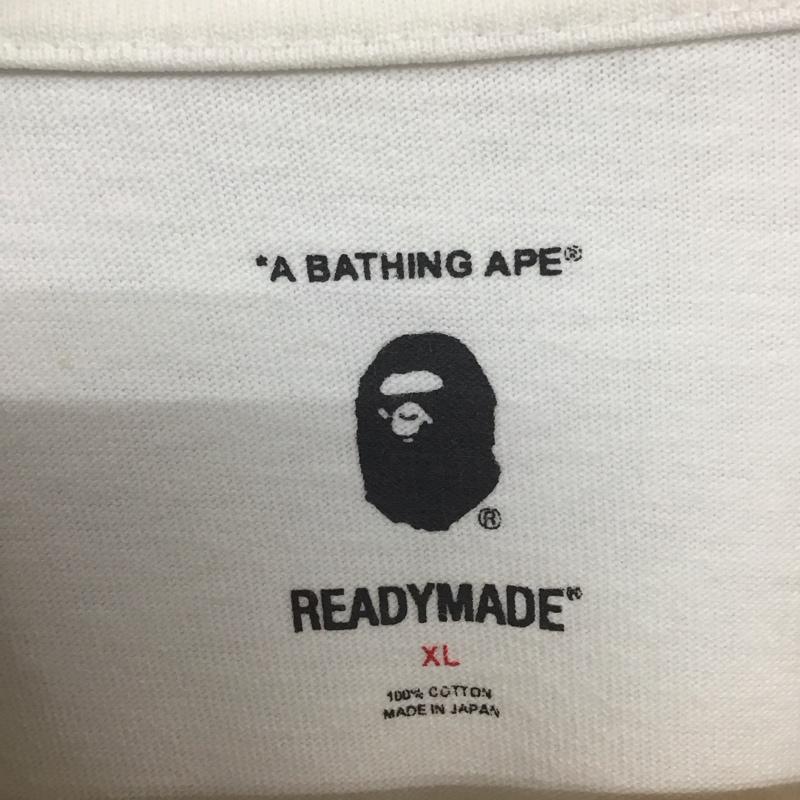 *A BATHING APE®
®
READYMADE®
XL
100% COTTON
MADE IN JAPAN